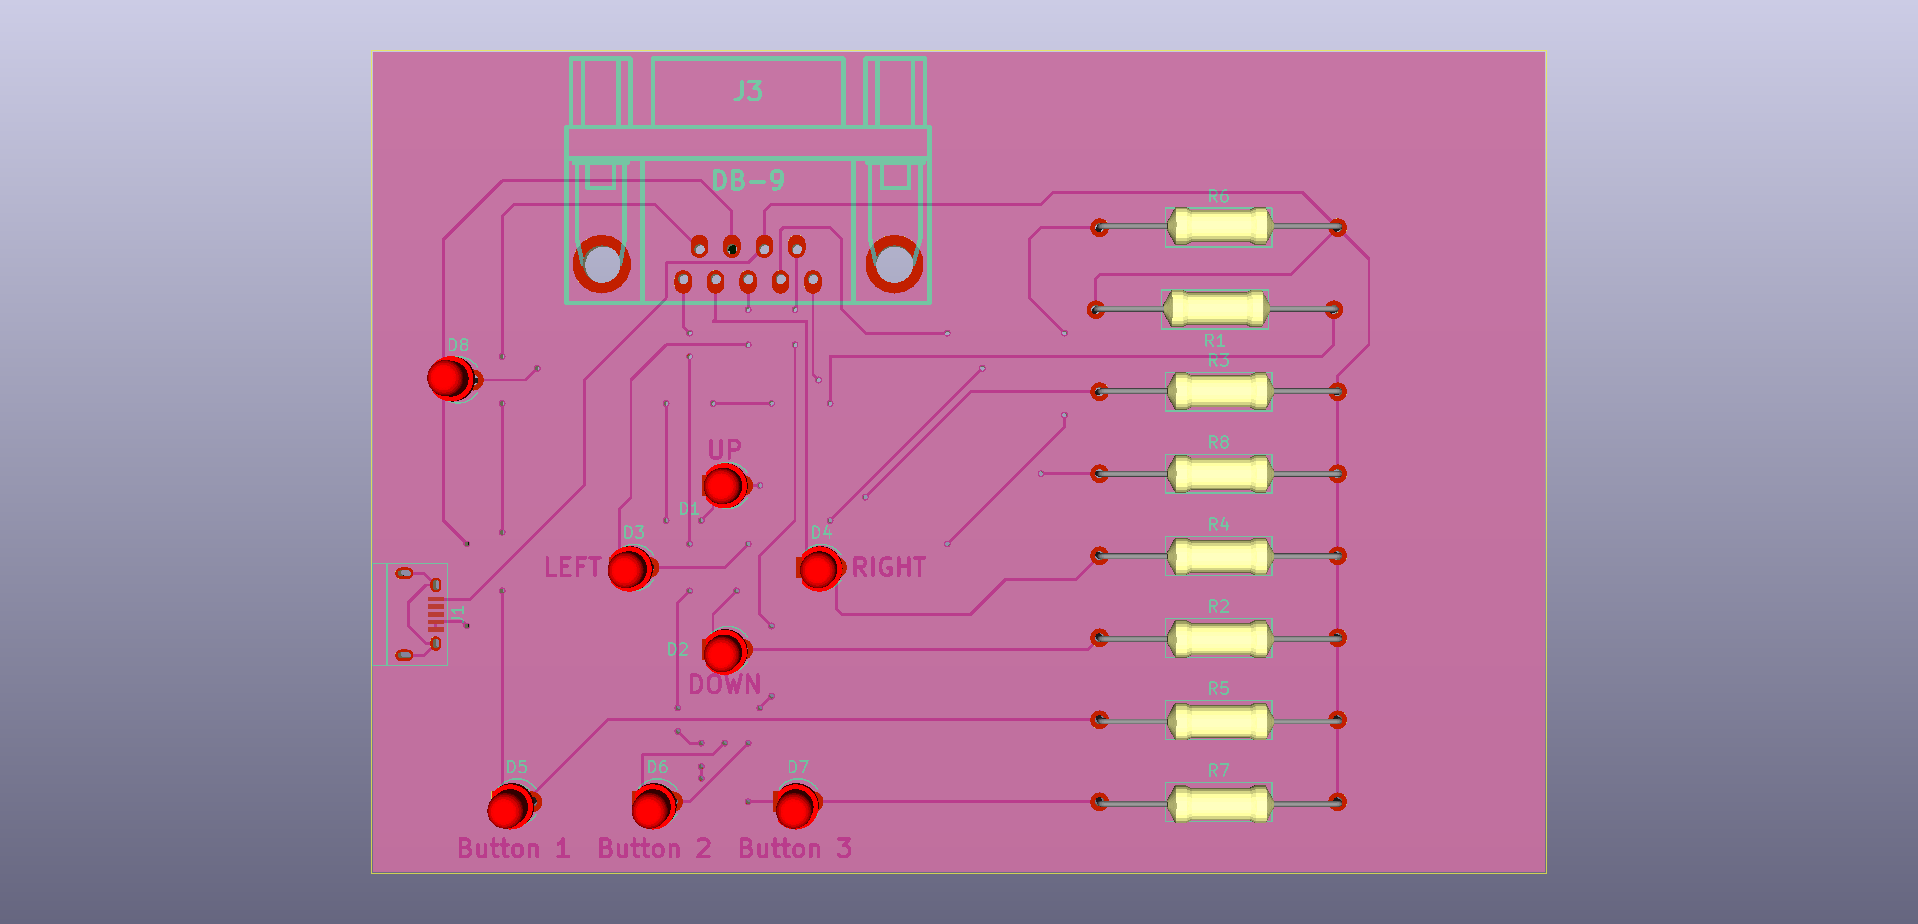 J3
DB-9
R6
R1
D8
R3
R8
UP
D1
D3
D4
R4
LEFT
RIGHT
J1
R2
D2
DOWN
R5
D5
D6
D7
R7
Button 1
Button 2
Button 3